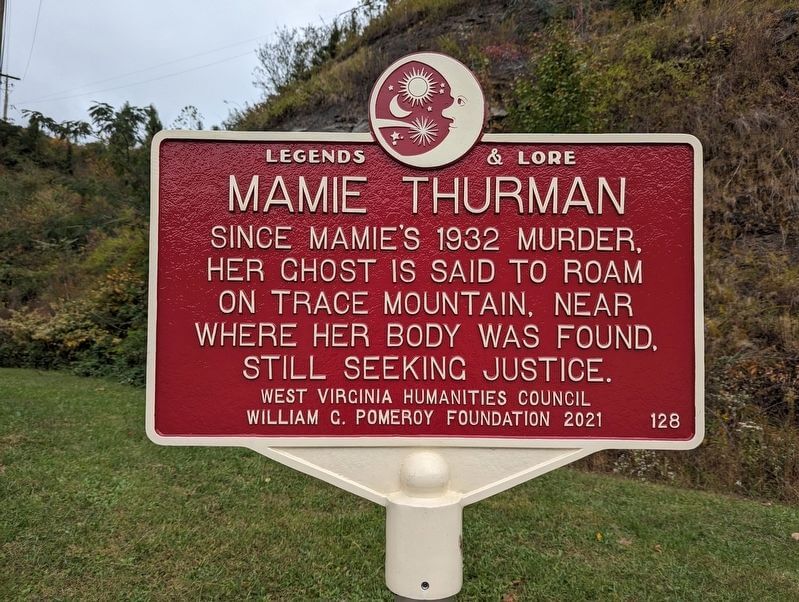 LEGENDS & LORE
MAMIE THURMAN
SINCE MAMIE'S 1932 MURDER,
HER GHOST IS SAID TO ROAM
ON TRACE MOUNTAIN, NEAR
WHERE HER BODY WAS FOUND,
STILL SEEKING JUSTICE.
WEST VIRGINIA HUMANITIES COUNCIL
WILLIAM G. POMEROY FOUNDATION 2021 128